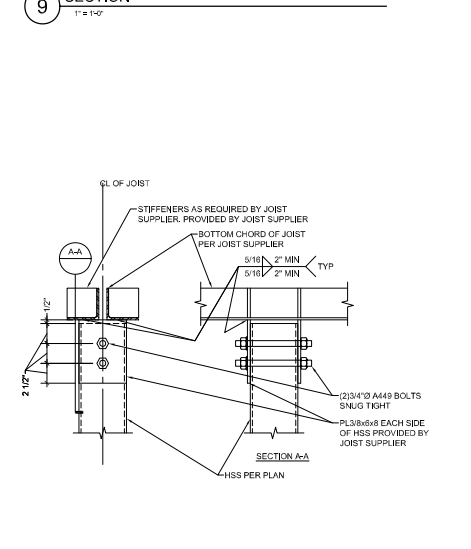 9
SECTION
1" = 1'-0"
CL OF JOIST
STIFFENERS AS REQUIRED BY JOIST
SUPPLIER. PROVIDED BY JOIST SUPPLIER
BOTTOM CHORD OF JOIST
PER JOIST SUPPLIER
A-A
5/16 2" MIN
5/16 2" MIN
TYP
1/2"
2 1/2"
(2)3/4"Ø A449 BOLTS
SNUG TIGHT
PL3/8x6x8 EACH SIDE
OF HSS PROVIDED BY
JOIST SUPPLIER
SECTION A-A
HSS PER PLAN